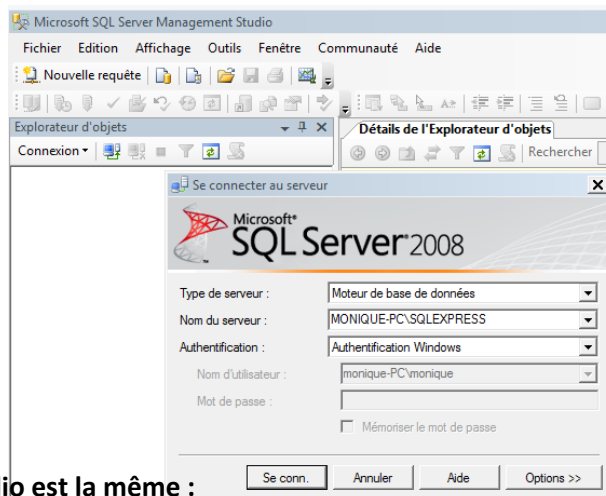 Microsoft SQL Server Management Studio
Fichier Edition Affichage Outils Fenêtre Communauté Aide
Nouvelle requête
Explorateur d'objets
Détails de l'Explorateur d'objets
Connexion
Rechercher
Se connecter au serveur
Microsoft®
SQL Server 2008
Type de serveur : Moteur de base de données
Nom du serveur : MONIQUE-PC\SQLEXPRESS
Authentification : Authentification Windows
Nom d'utilisateur : monique-PC\monique
Mot de passe :
Mémoriser le mot de passe
Se conn. Annuler Aide Options >>
dio est la même :